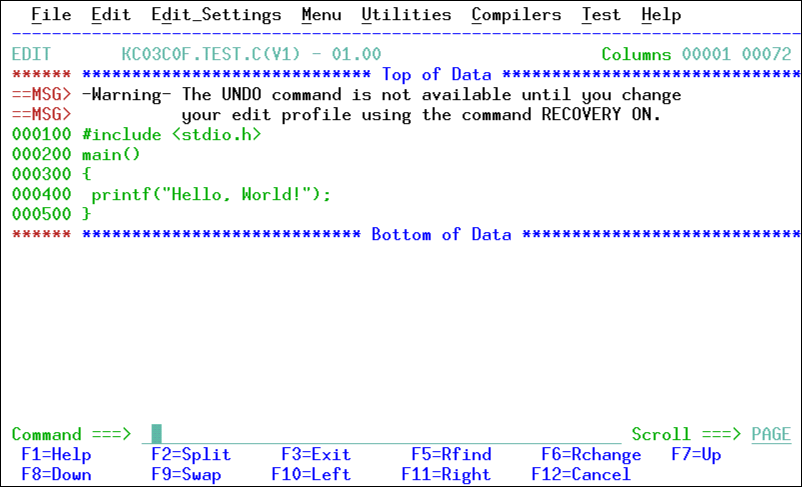 File  Edit  Edit_Settings  Menu  Utilities  Compilers  Test  Help
EDIT       KC03C0F.TEST.C(V1) - 01.00                      Columns 00001 00072
****** ***************************** Top of Data ******************************
==MSG> -Warning- The UNDO command is not available until you change
==MSG>           your edit profile using the command RECOVERY ON.
000100 #include <stdio.h>
000200 main()
000300 {
000400  printf("Hello, World!");
000500 }
****** **************************** Bottom of Data ****************************
Command ===>                                                  Scroll ===> PAGE
F1=Help      F2=Split     F3=Exit      F5=Rfind     F6=Rchange   F7=Up
F8=Down      F9=Swap     F10=Left     F11=Right    F12=Cancel